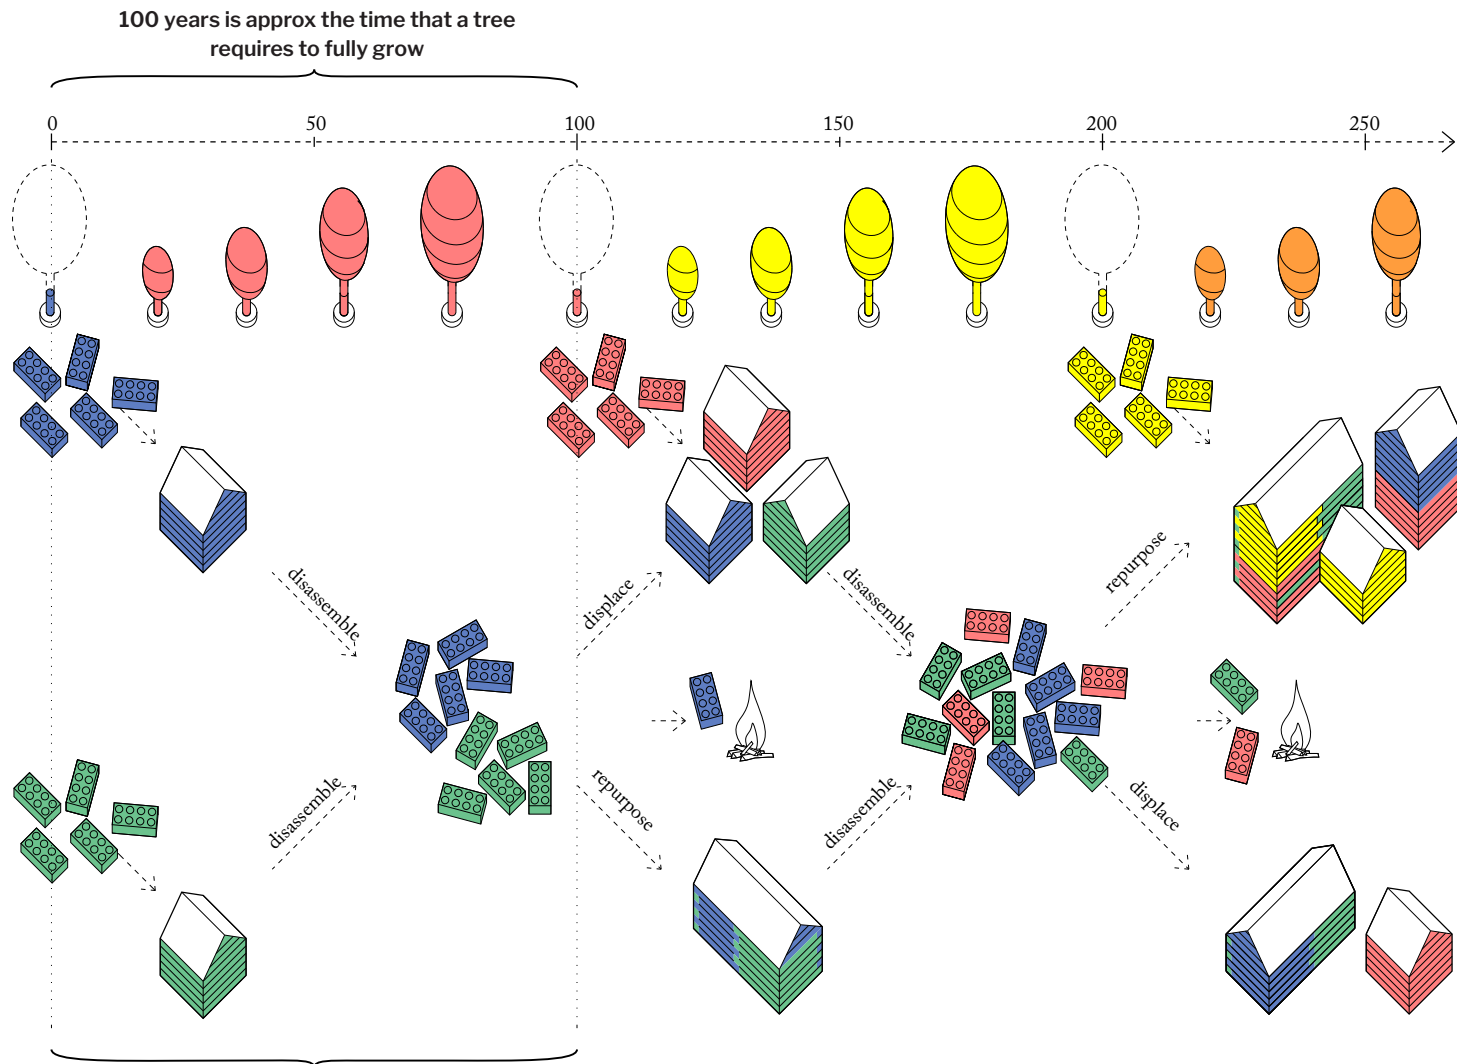 100 years is approx the time that a tree
requires to fully grow
0 50 100 150 200 250
disassemble
displace
disassemble
repurpose
disassemble
repurpose
disassemble
displace